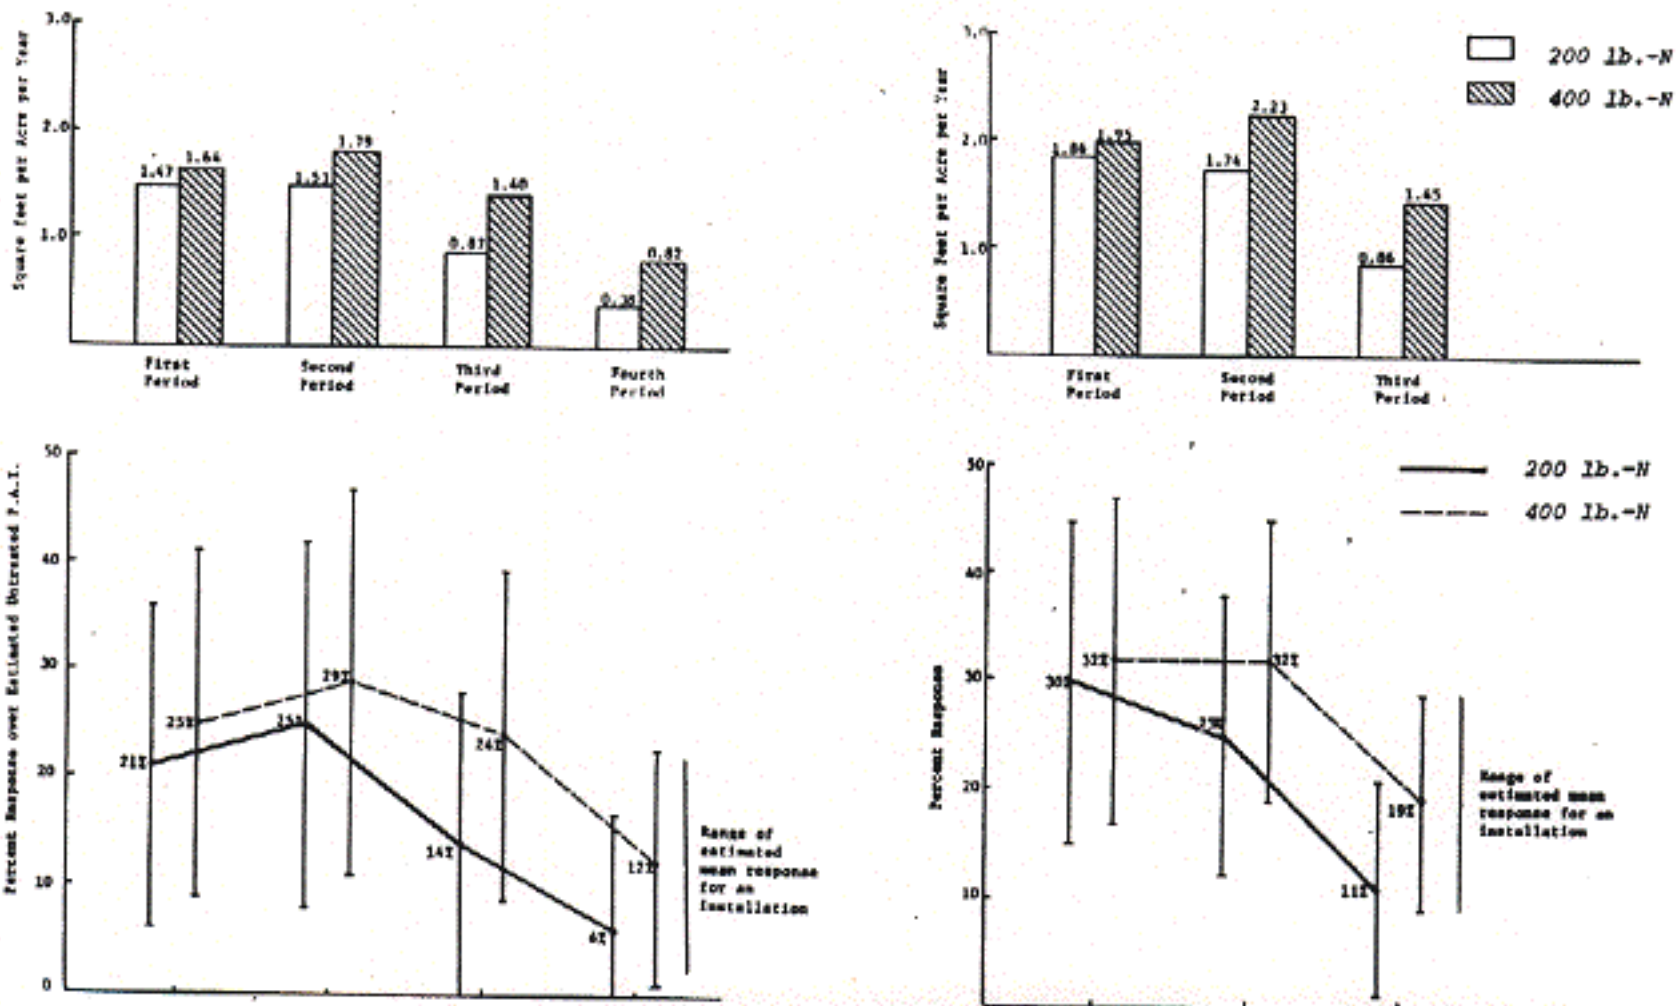 3.0
2.0
1.0
Square Feet per Acre per Year
1.47
1.64
1.51
1.79
0.87
1.40
0.38
0.82
First
Period
Second
Period
Third
Period
Fourth
Period
3.0
2.0
1.0
Square Feet per Acre per Year
1.86
1.95
1.74
2.23
0.86
1.45
First
Period
Second
Period
Third
Period
200 lb.-N
400 lb.-N
50
40
30
20
10
0
Percent Response over Estimated Untreated P.A.I.
21%
25%
25%
29%
14%
24%
6%
12%
Range of
estimated
mean response
for an
installation
50
40
30
20
10
Percent Response
30%
32%
25%
32%
11%
19%
200 lb.-N
400 lb.-N
Range of
estimated mean
response for an
installation